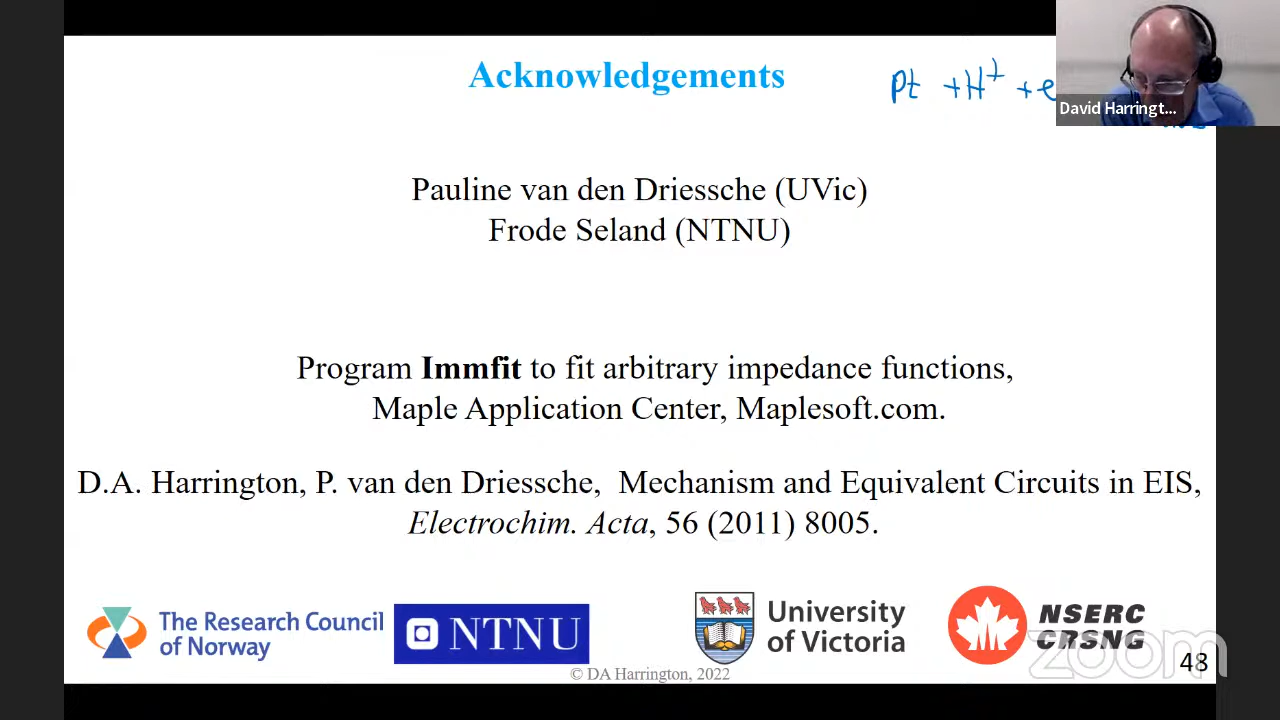 Acknowledgements
Pt + H⁺ + e
David Harringt...
Pauline van den Driessche (UVic)
Frode Seland (NTNU)
Program Immfit to fit arbitrary impedance functions,
Maple Application Center, Maplesoft.com.
D.A. Harrington, P. van den Driessche, Mechanism and Equivalent Circuits in EIS,
Electrochim. Acta, 56 (2011) 8005.
The Research Council
of Norway
NTNU
University
of Victoria
NSERC
CRSNG
zoom
48
© DA Harrington, 2022